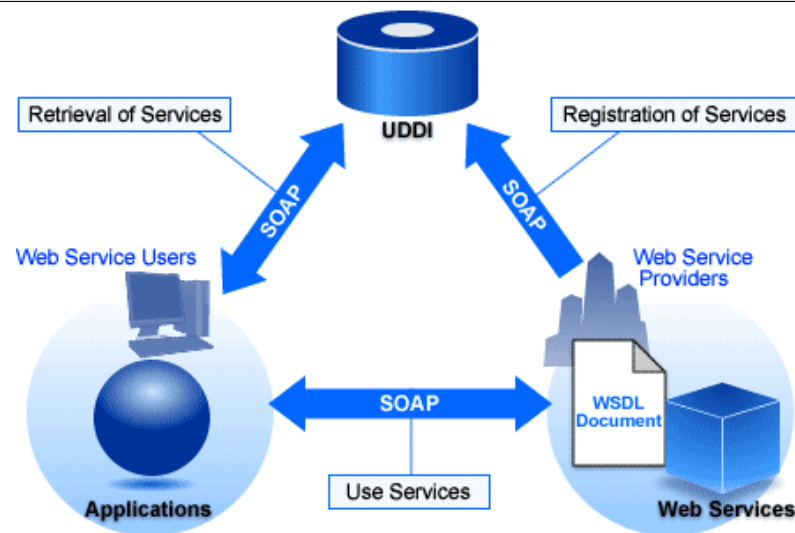 Retrieval of Services
Registration of Services
UDDI
SOAP
SOAP
Web Service Users
Web Service
Providers
SOAP
WSDL
Document
Use Services
Applications
Web Services